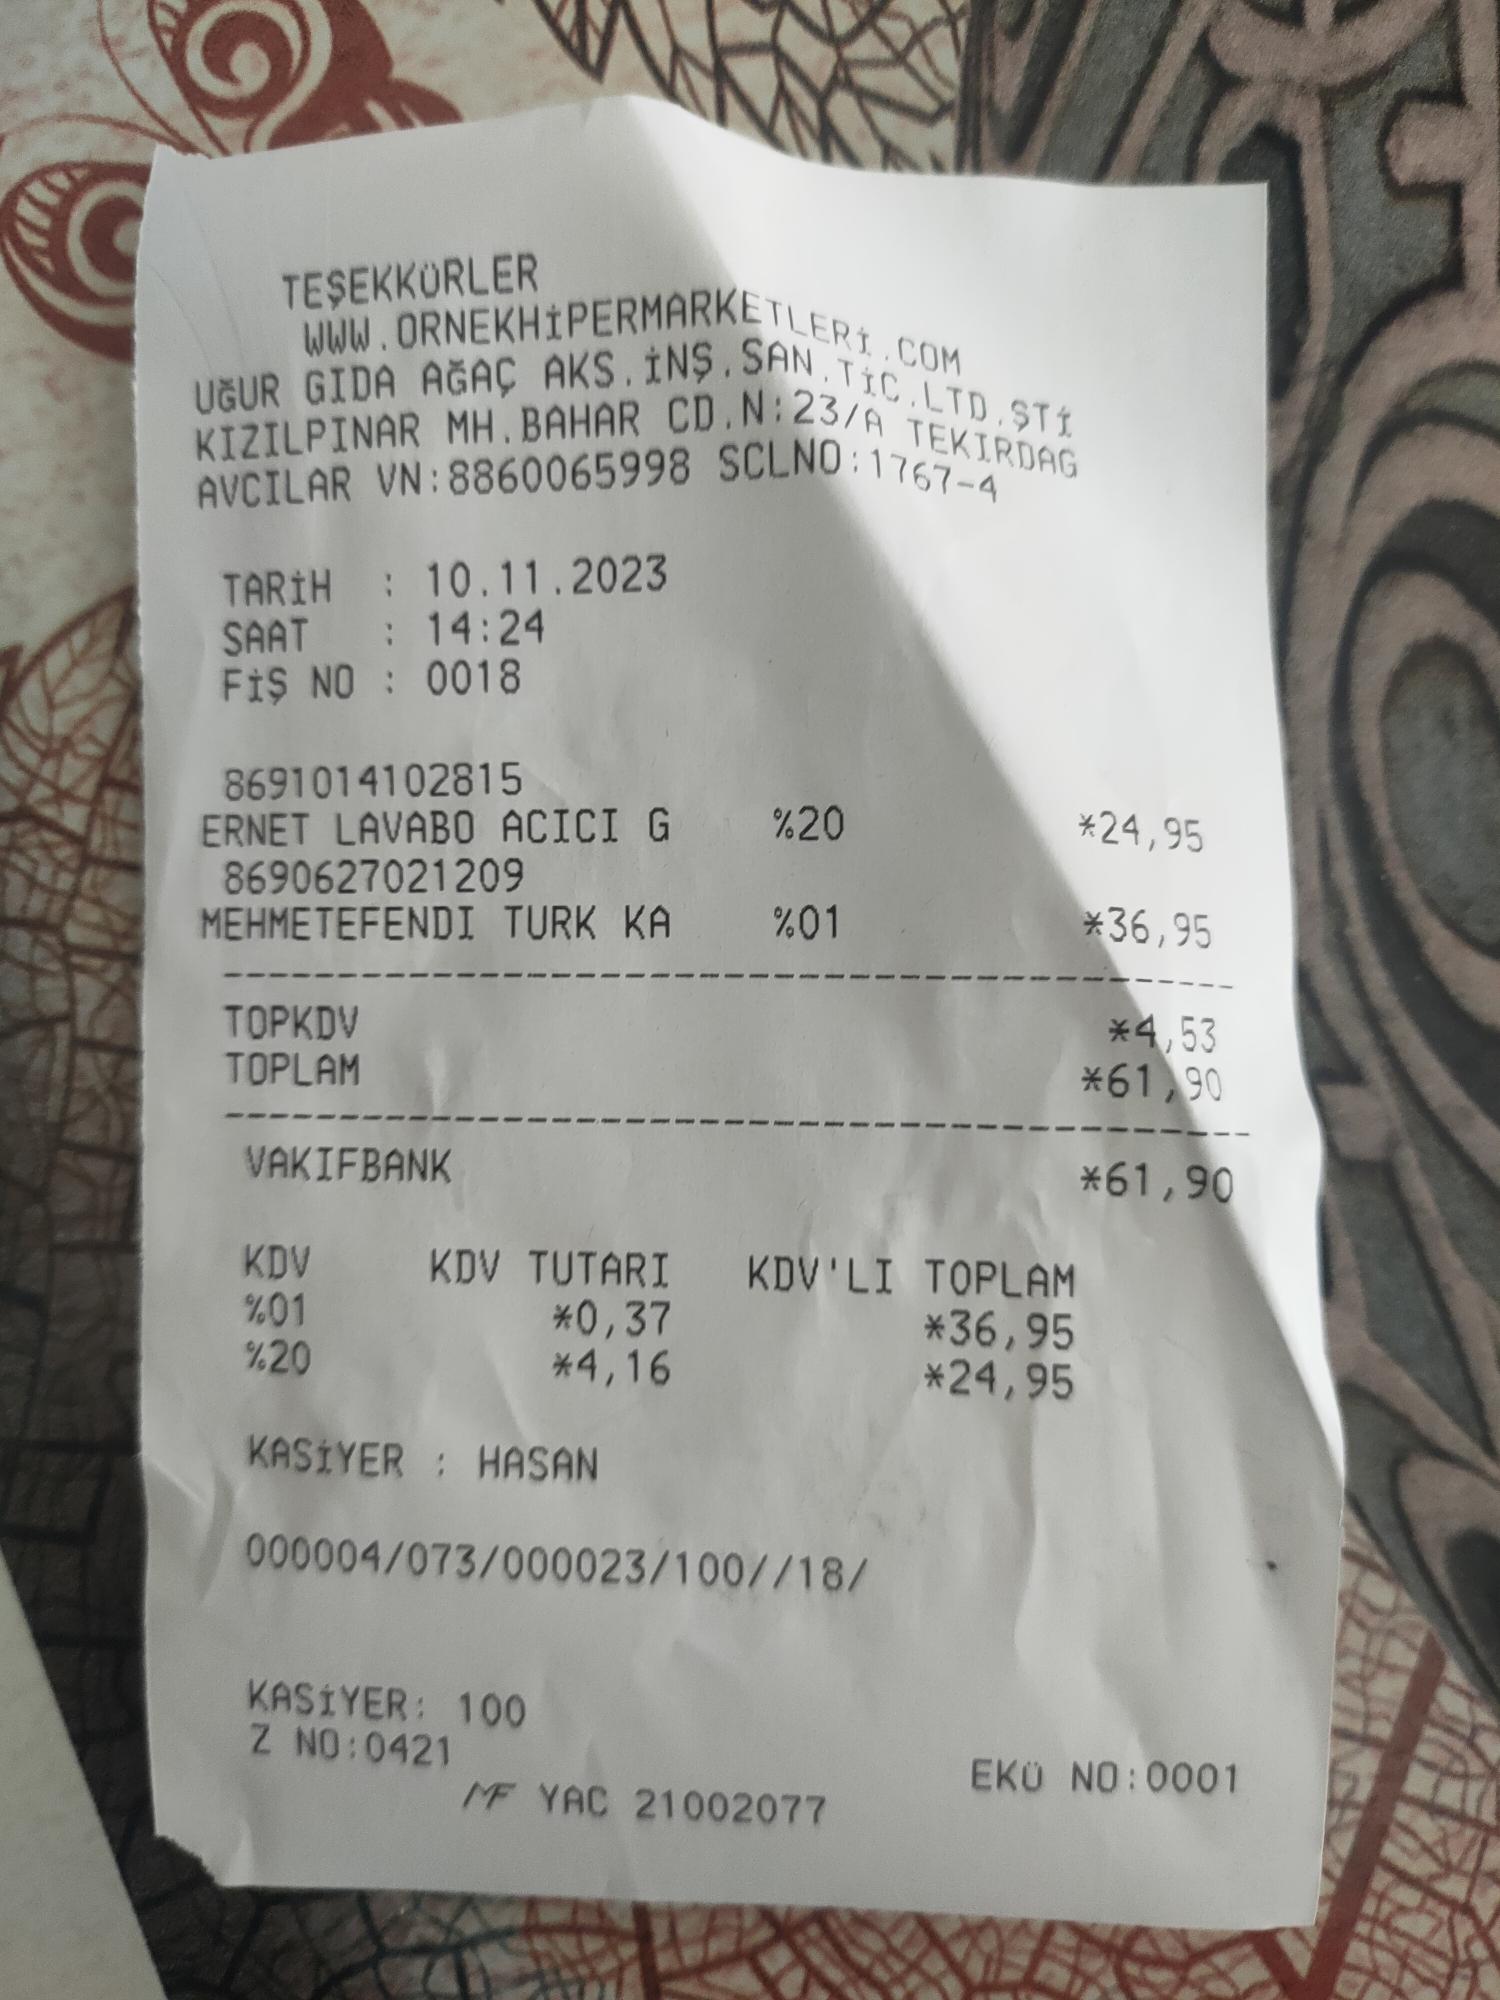 TEŞEKKÜRLER
WWW.ORNEKHİPERMARKETLERİ.COM
UĞUR GIDA AĞAÇ AKS.İNŞ.SAN.TİC.LTD.ŞTİ
KIZILPINAR MH.BAHAR CD.N:23/A TEKIRDAG
AVCILAR VN:8860065998 SCLNO:1767-4
TARİH : 10.11.2023
SAAT : 14:24
FİŞ NO : 0018
8691014102815
ERNET LAVABO ACICI G %20 *24,95
8690627021209
MEHMETEFENDI TURK KA %01 *36,95
TOPKDV *4,53
TOPLAM *61,90
VAKIFBANK *61,90
KDV KDV TUTARI KDV'LI TOPLAM
%01 *0,37 *36,95
%20 *4,16 *24,95
KASİYER : HASAN
000004/073/000023/100//18/
KASİYER: 100
Z NO:0421 EKÜ NO:0001
MF YAC 21002077